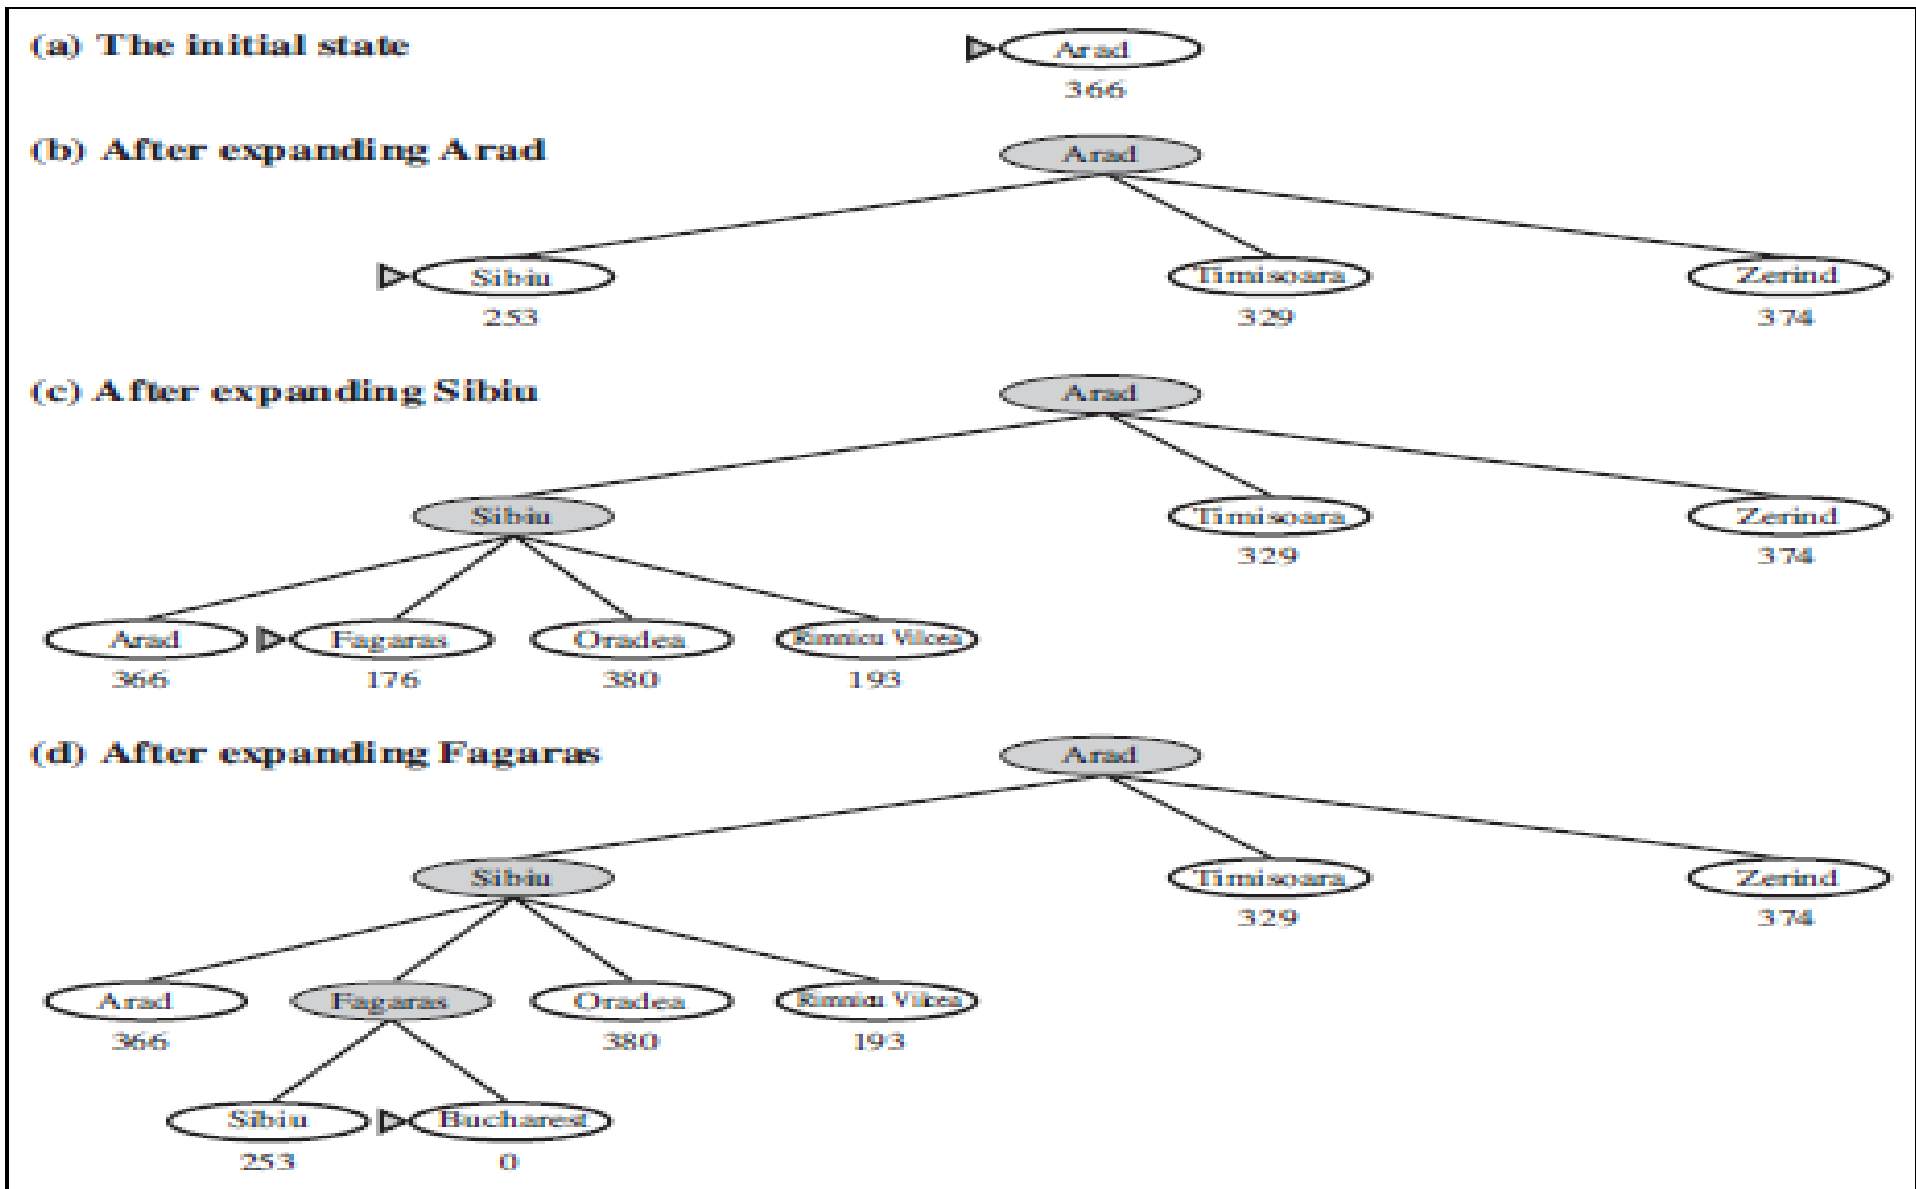 (a) The initial state
Arad
366
(b) After expanding Arad
Arad
Sibiu Timisoara Zerind
253 329 374
(c) After expanding Sibiu
Arad
Sibiu Timisoara Zerind
329 374
Arad Fagaras Oradea Rimnicu Vilcea
366 176 380 193
(d) After expanding Fagaras
Arad
Sibiu Timisoara Zerind
329 374
Arad Fagaras Oradea Rimnicu Vilcea
366 380 193
Sibiu Bucharest
253 0